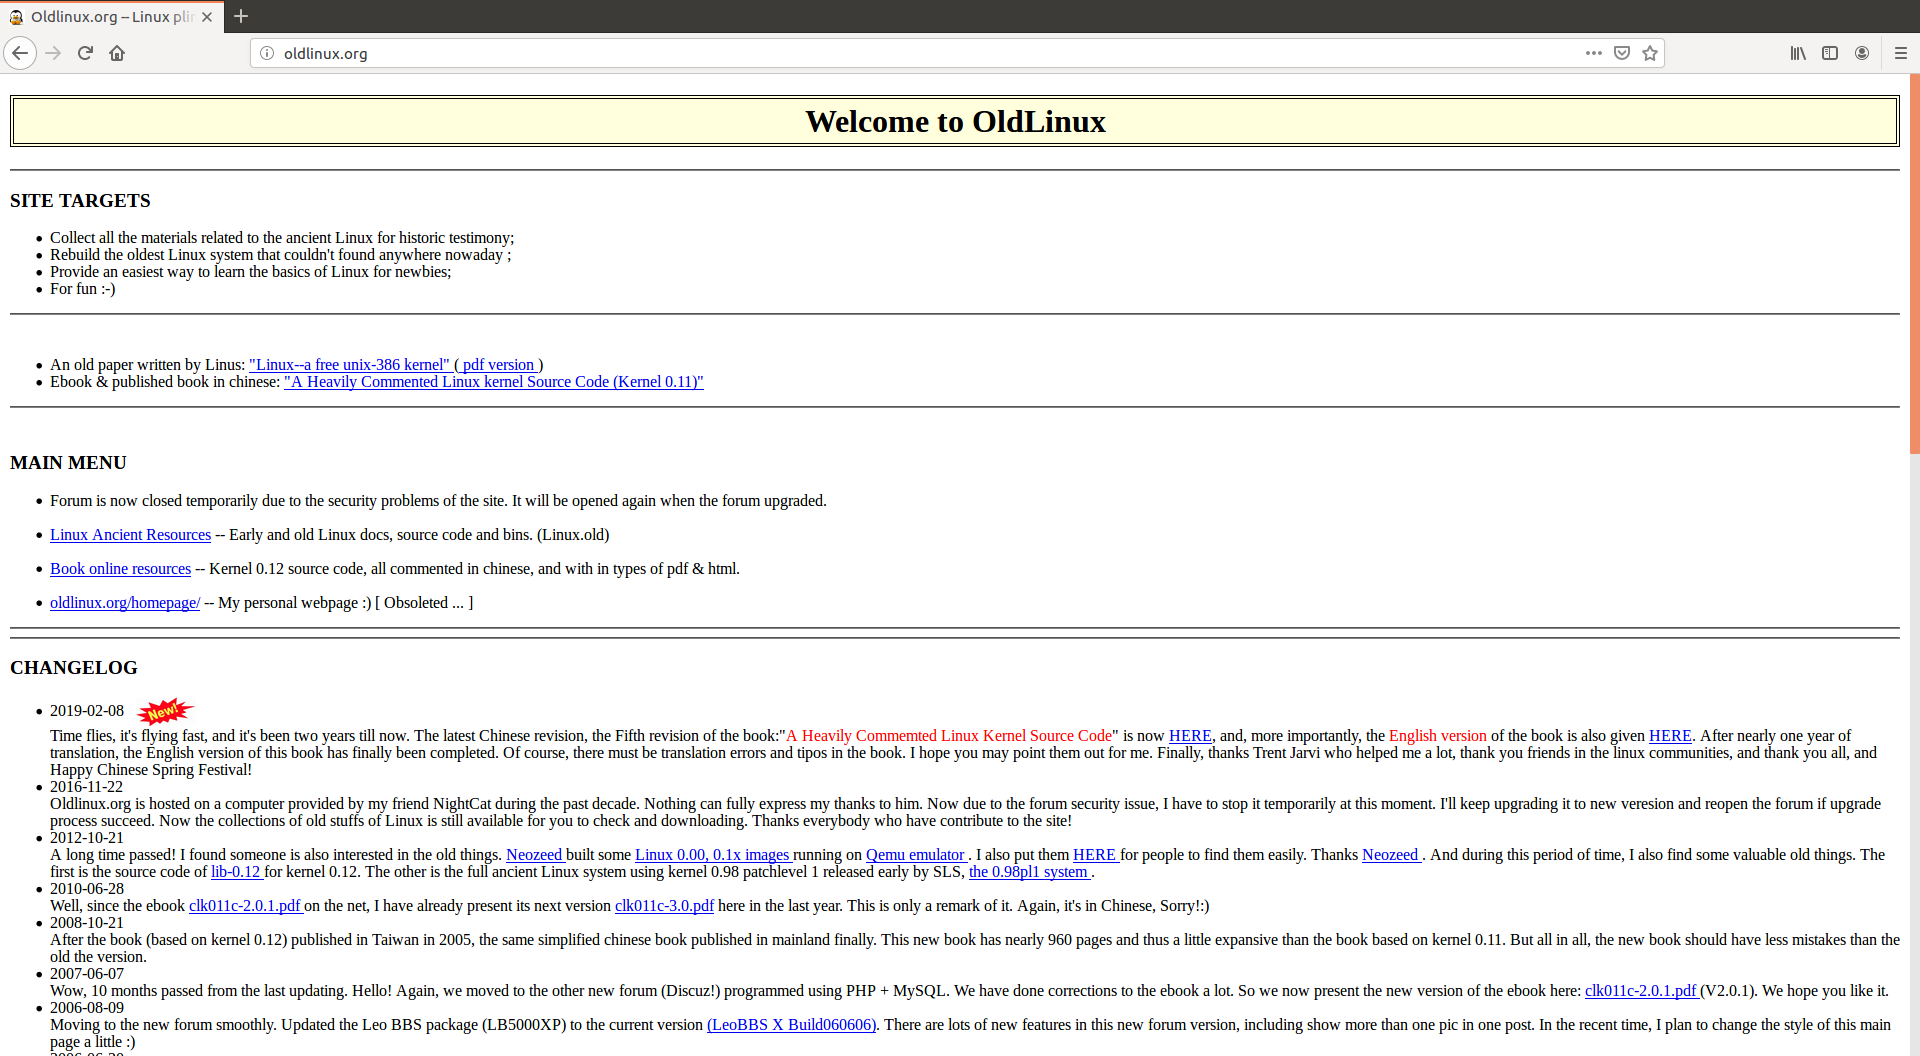 Oldlinux.org – Linux plin
oldlinux.org
Welcome to OldLinux
SITE TARGETS
Collect all the materials related to the ancient Linux for historic testimony;
Rebuild the oldest Linux system that couldn't found anywhere nowaday ;
Provide an easiest way to learn the basics of Linux for newbies;
For fun :-)
An old paper written by Linus: "Linux--a free unix-386 kernel" ( pdf version )
Ebook & published book in chinese: "A Heavily Commented Linux kernel Source Code (Kernel 0.11)"
MAIN MENU
Forum is now closed temporarily due to the security problems of the site. It will be opened again when the forum upgraded.
Linux Ancient Resources -- Early and old Linux docs, source code and bins. (Linux.old)
Book online resources -- Kernel 0.12 source code, all commented in chinese, and with in types of pdf & html.
oldlinux.org/homepage/ -- My personal webpage :) [ Obsoleted ... ]
CHANGELOG
2019-02-08 New!
Time flies, it's flying fast, and it's been two years till now. The latest Chinese revision, the Fifth revision of the book:"A Heavily Commemted Linux Kernel Source Code" is now HERE, and, more importantly, the English version of the book is also given HERE. After nearly one year of
translation, the English version of this book has finally been completed. Of course, there must be translation errors and tipos in the book. I hope you may point them out for me. Finally, thanks Trent Jarvi who helped me a lot, thank you friends in the linux communities, and thank you all, and
Happy Chinese Spring Festival!
2016-11-22
Oldlinux.org is hosted on a computer provided by my friend NightCat during the past decade. Nothing can fully express my thanks to him. Now due to the forum security issue, I have to stop it temporarily at this moment. I'll keep upgrading it to new veresion and reopen the forum if upgrade
process succeed. Now the collections of old stuffs of Linux is still available for you to check and downloading. Thanks everybody who have contribute to the site!
2012-10-21
A long time passed! I found someone is also interested in the old things. Neozeed built some Linux 0.00, 0.1x images running on Qemu emulator . I also put them HERE for people to find them easily. Thanks Neozeed . And during this period of time, I also find some valuable old things. The
first is the source code of lib-0.12 for kernel 0.12. The other is the full ancient Linux system using kernel 0.98 patchlevel 1 released early by SLS, the 0.98pl1 system .
2010-06-28
Well, since the ebook clk011c-2.0.1.pdf on the net, I have already present its next version clk011c-3.0.pdf here in the last year. This is only a remark of it. Again, it's in Chinese, Sorry!:)
2008-10-21
After the book (based on kernel 0.12) published in Taiwan in 2005, the same simplified chinese book published in mainland finally. This new book has nearly 960 pages and thus a little expansive than the book based on kernel 0.11. But all in all, the new book should have less mistakes than the
old the version.
2007-06-07
Wow, 10 months passed from the last updating. Hello! Again, we moved to the other new forum (Discuz!) programmed using PHP + MySQL. We have done corrections to the ebook a lot. So we now present the new version of the ebook here: clk011c-2.0.1.pdf (V2.0.1). We hope you like it.
2006-08-09
Moving to the new forum smoothly. Updated the Leo BBS package (LB5000XP) to the current version (LeoBBS X Build060606). There are lots of new features in this new forum version, including show more than one pic in one post. In the recent time, I plan to change the style of this main
page a little :)